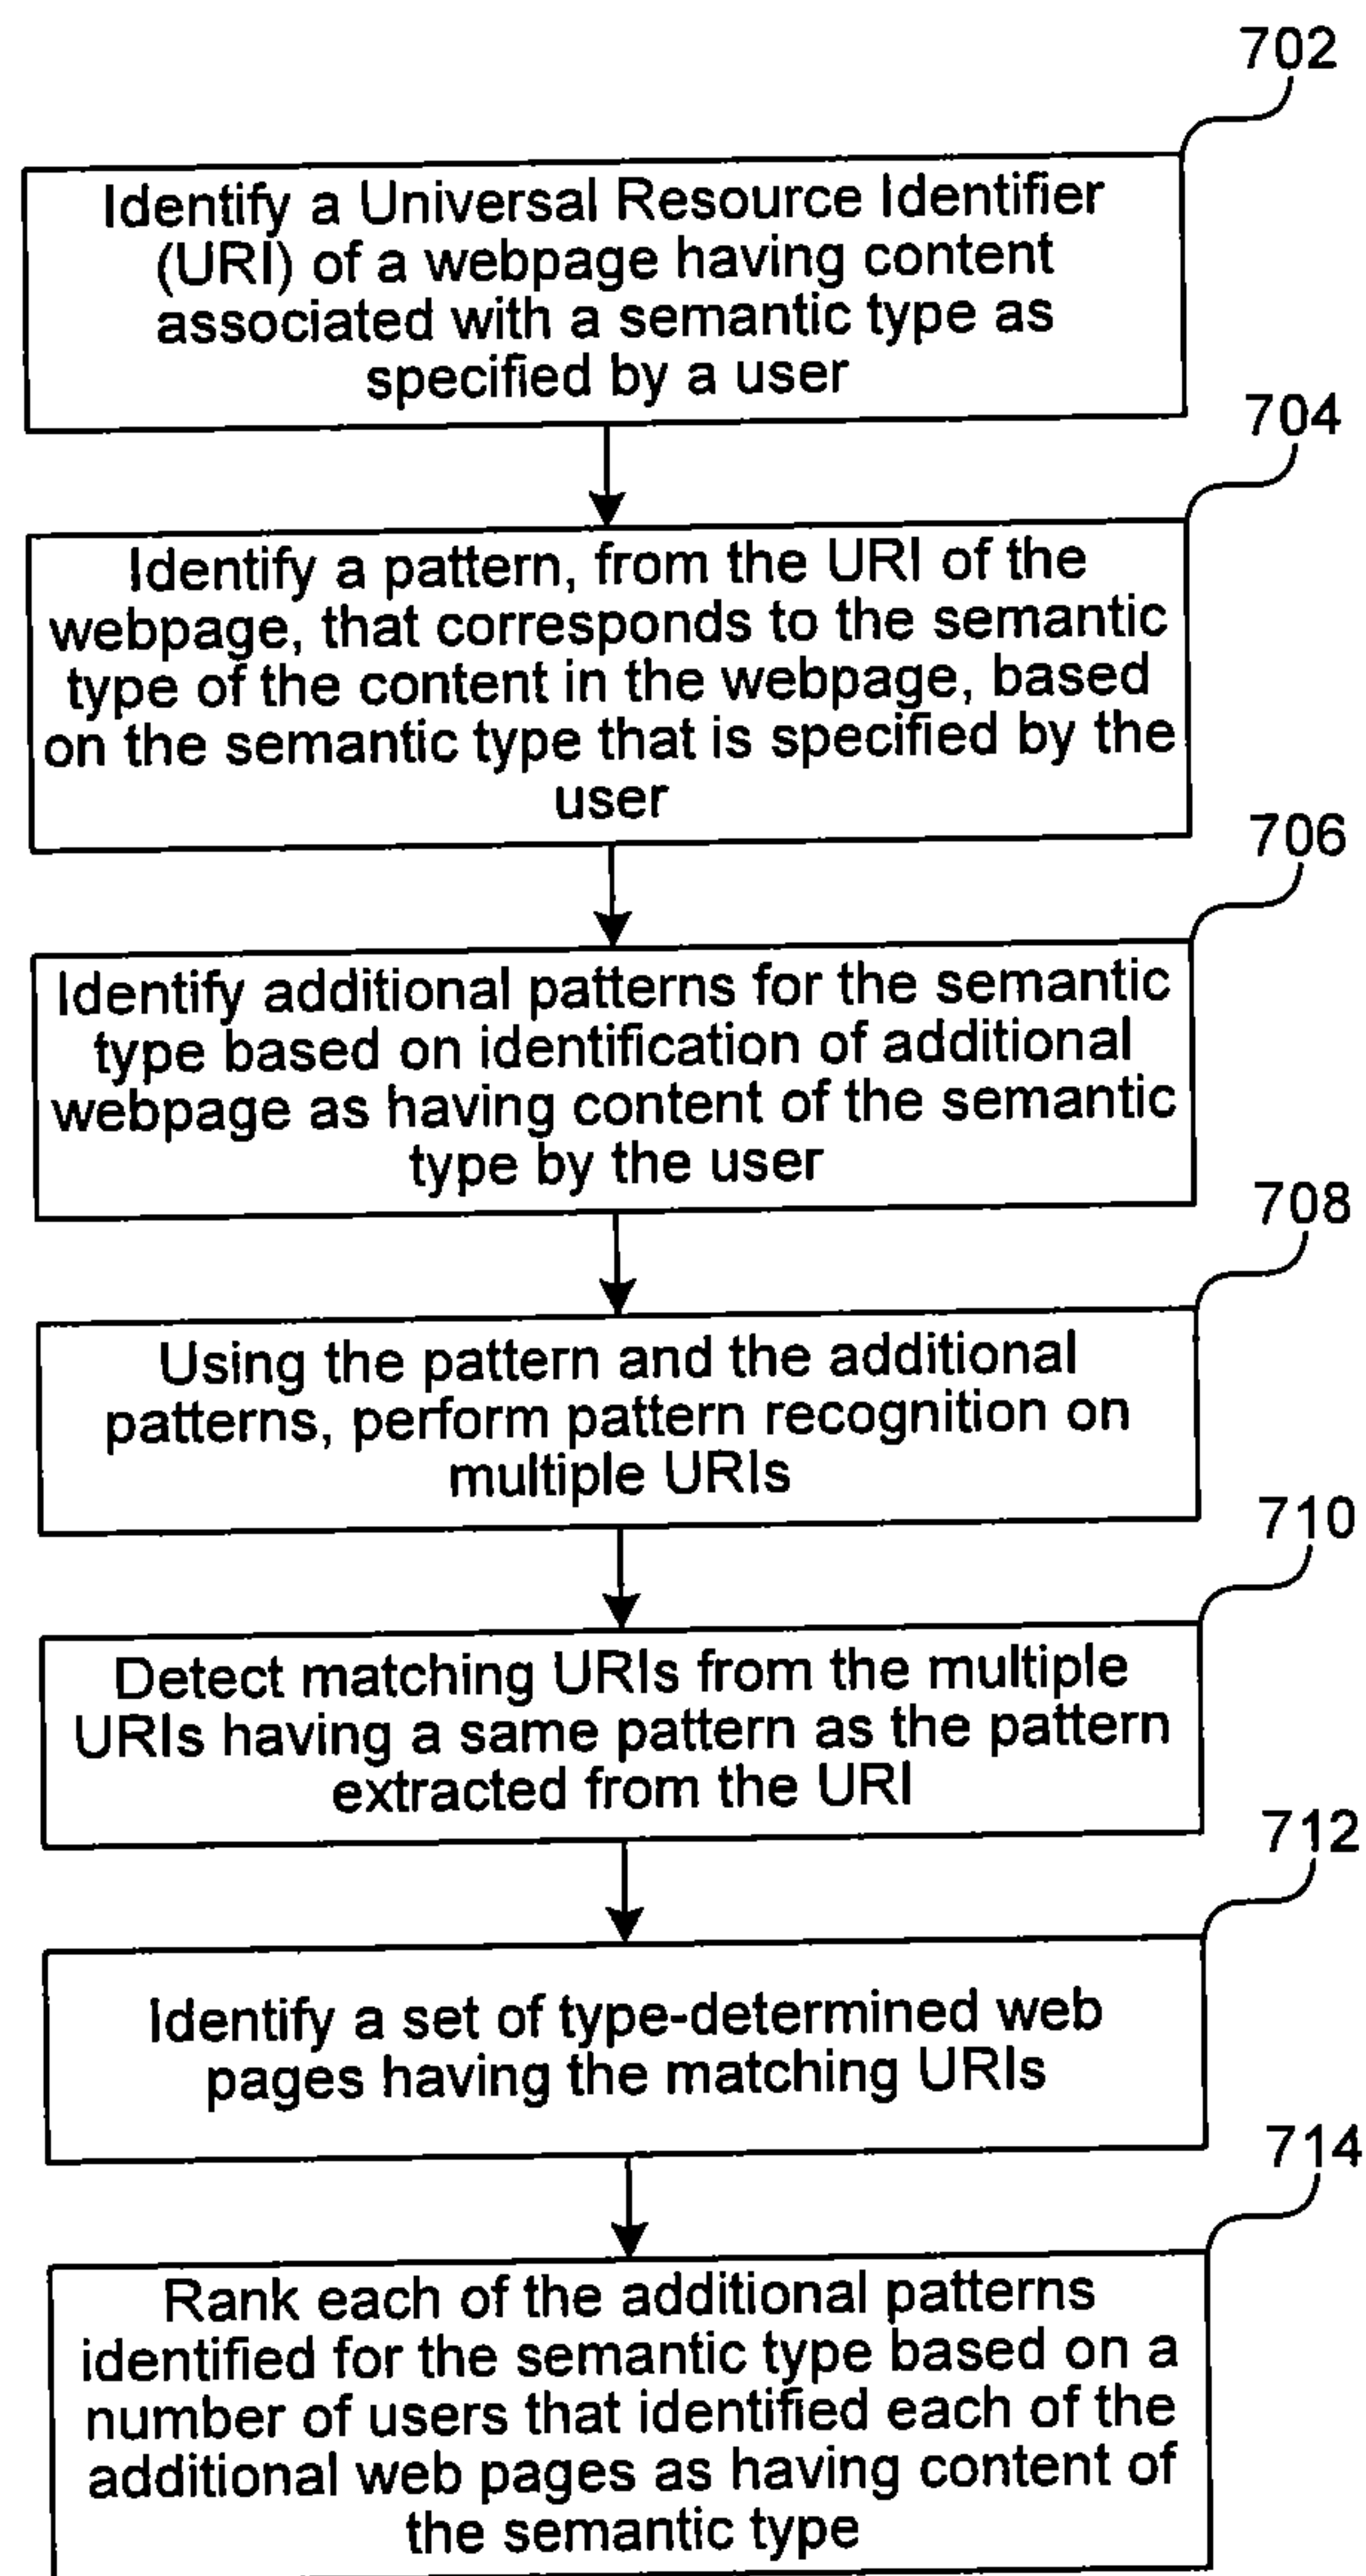 702
Identify a Universal Resource Identifier
(URI) of a webpage having content
associated with a semantic type as
specified by a user
704
Identify a pattern, from the URI of the
webpage, that corresponds to the semantic
type of the content in the webpage, based
on the semantic type that is specified by the
user
706
Identify additional patterns for the semantic
type based on identification of additional
webpage as having content of the semantic
type by the user
708
Using the pattern and the additional
patterns, perform pattern recognition on
multiple URIs
710
Detect matching URIs from the multiple
URIs having a same pattern as the pattern
extracted from the URI
712
Identify a set of type-determined web
pages having the matching URIs
714
Rank each of the additional patterns
identified for the semantic type based on a
number of users that identified each of the
additional web pages as having content of
the semantic type